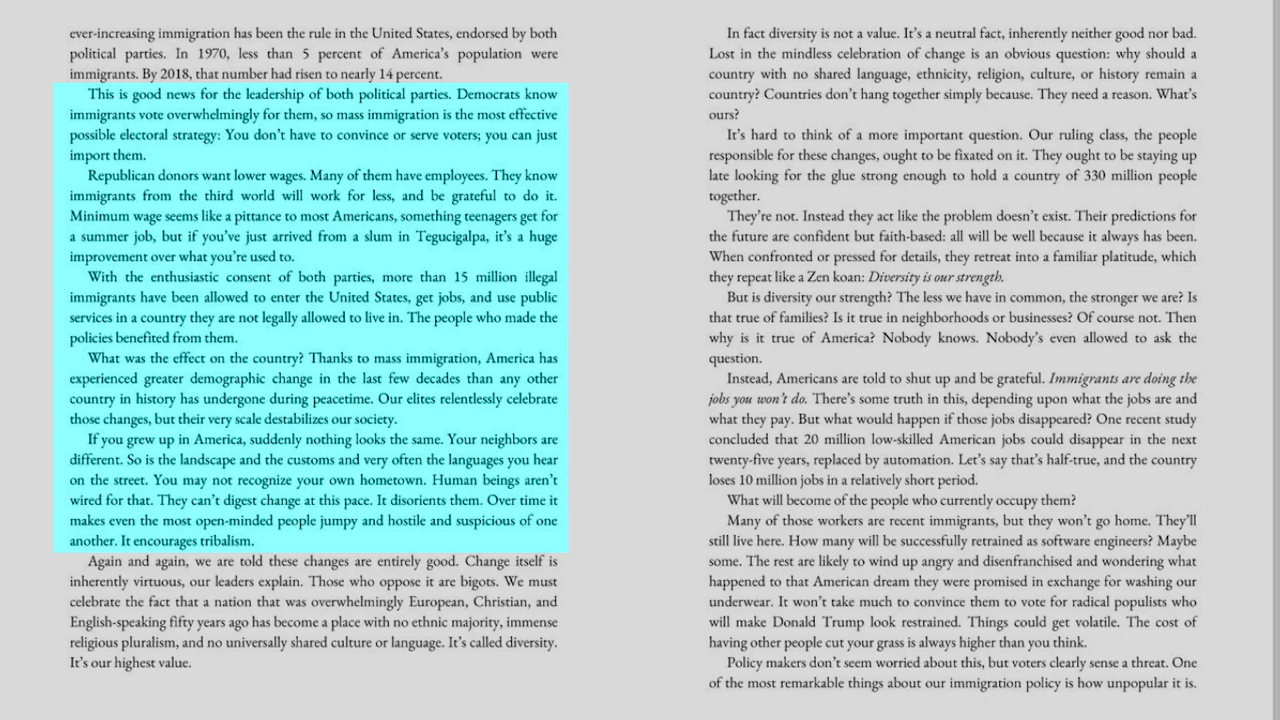 ever-increasing immigration has been the rule in the United States, endorsed by both
political parties. In 1970, less than 5 percent of America's population were
immigrants. By 2018, that number had risen to nearly 14 percent.
This is good news for the leadership of both political parties. Democrats know
immigrants vote overwhelmingly for them, so mass immigration is the most effective
possible electoral strategy: You don't have to convince or serve voters; you can just
import them.
Republican donors want lower wages. Many of them have employees. They know
immigrants from the third world will work for less, and be grateful to do it.
Minimum wage seems like a pittance to most Americans, something teenagers get for
a summer job, but if you've just arrived from a slum in Tegucigalpa, it's a huge
improvement over what you're used to.
With the enthusiastic consent of both parties, more than 15 million illegal
immigrants have been allowed to enter the United States, get jobs, and use public
services in a country they are not legally allowed to live in. The people who made the
policies benefited from them.
What was the effect on the country? Thanks to mass immigration, America has
experienced greater demographic change in the last few decades than any other
country in history has undergone during peacetime. Our elites relentlessly celebrate
those changes, but their very scale destabilizes our society.
If you grew up in America, suddenly nothing looks the same. Your neighbors are
different. So is the landscape and the customs and very often the languages you hear
on the street. You may not recognize your own hometown. Human beings aren't
wired for that. They can't digest change at this pace. It disorients them. Over time it
makes even the most open-minded people jumpy and hostile and suspicious of one
another. It encourages tribalism.
Again and again, we are told these changes are entirely good. Change itself is
inherently virtuous, our leaders explain. Those who oppose it are bigots. We must
celebrate the fact that a nation that was overwhelmingly European, Christian, and
English-speaking fifty years ago has become a place with no ethnic majority, immense
religious pluralism, and no universally shared culture or language. It's called diversity.
It's our highest value.
In fact diversity is not a value. It's a neutral fact, inherently neither good nor bad.
Lost in the mindless celebration of change is an obvious question: why should a
country with no shared language, ethnicity, religion, culture, or history remain a
country? Countries don't hang together simply because. They need a reason. What's
ours?
It's hard to think of a more important question. Our ruling class, the people
responsible for these changes, ought to be fixated on it. They ought to be staying up
late looking for the glue strong enough to hold a country of 330 million people
together.
They're not. Instead they act like the problem doesn't exist. Their predictions for
the future are confident but faith-based: all will be well because it always has been.
When confronted or pressed for details, they retreat into a familiar platitude, which
they repeat like a Zen koan: Diversity is our strength.
But is diversity our strength? The less we have in common, the stronger we are? Is
that true of families? Is it true in neighborhoods or businesses? Of course not. Then
why is it true of America? Nobody knows. Nobody's even allowed to ask the
question.
Instead, Americans are told to shut up and be grateful. Immigrants are doing the
jobs you won't do. There's some truth in this, depending upon what the jobs are and
what they pay. But what would happen if those jobs disappeared? One recent study
concluded that 20 million low-skilled American jobs could disappear in the next
twenty-five years, replaced by automation. Let's say that's half-true, and the country
loses 10 million jobs in a relatively short period.
What will become of the people who currently occupy them?
Many of those workers are recent immigrants, but they won't go home. They'll
still live here. How many will be successfully retrained as software engineers? Maybe
some. The rest are likely to wind up angry and disenfranchised and wondering what
happened to that American dream they were promised in exchange for washing our
underwear. It won't take much to convince them to vote for radical populists who
will make Donald Trump look restrained. Things could get volatile. The cost of
having other people cut your grass is always higher than you think.
Policy makers don't seem worried about this, but voters clearly sense a threat. One
of the most remarkable things about our immigration policy is how unpopular it is.